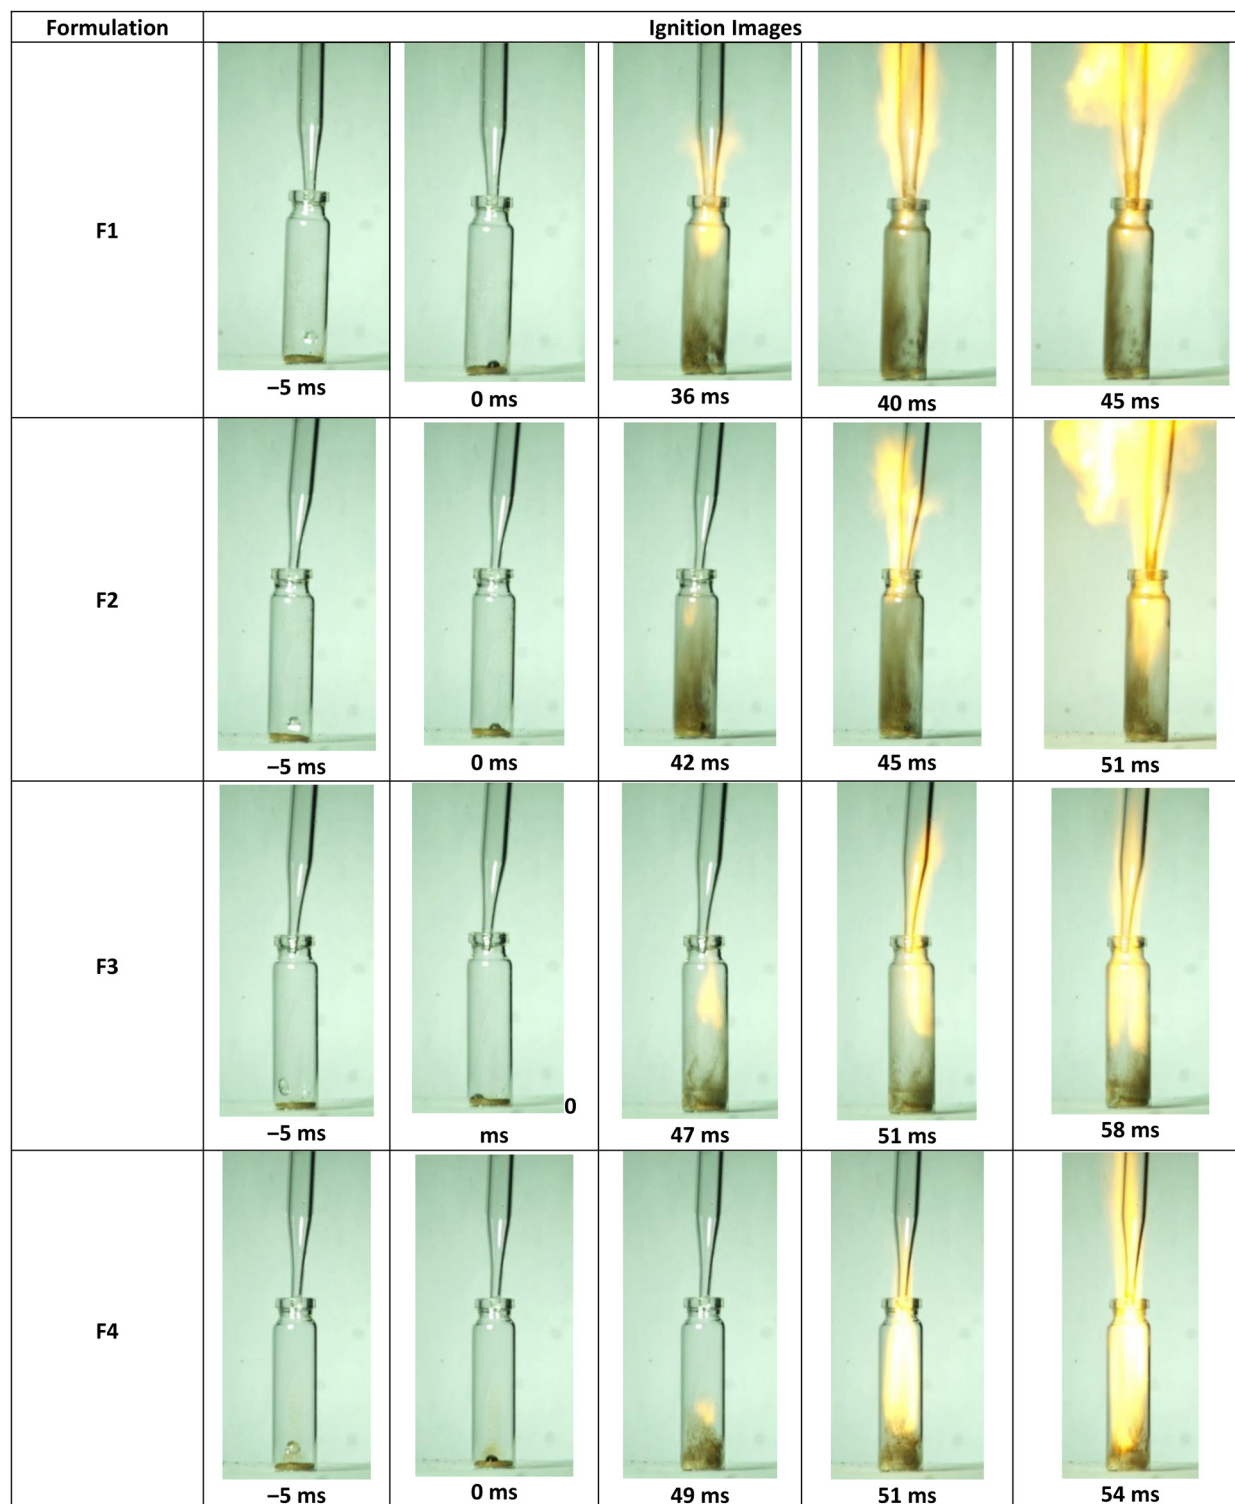 Formulation Ignition Images
F1
–5 ms 0 ms 36 ms 40 ms 45 ms
F2
–5 ms 0 ms 42 ms 45 ms 51 ms
F3
0
–5 ms ms 47 ms 51 ms 58 ms
F4
–5 ms 0 ms 49 ms 51 ms 54 ms